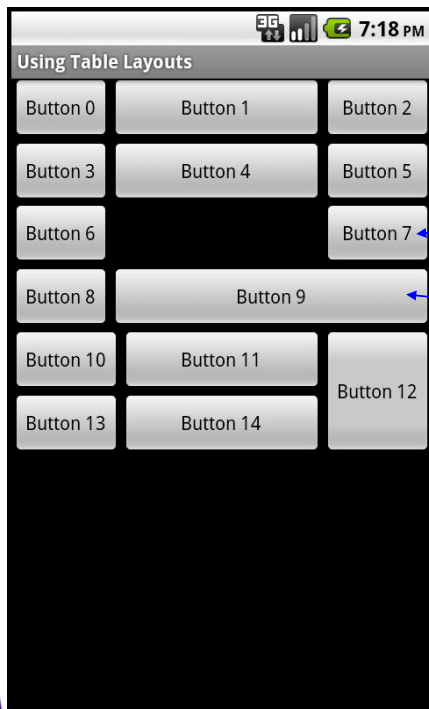 3G 7:18 PM
Using Table Layouts
Button 0 Button 1 Button 2
Button 3 Button 4 Button 5
Button 6 Button 7
Button 8 Button 9
Button 10 Button 11
Button 12
Button 13 Button 14